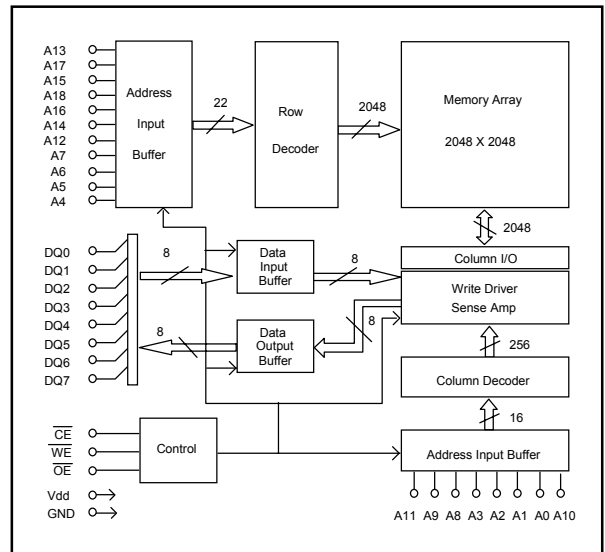 A13
A17
A15
A18
A16
A14
A12
A7
A6
A5
A4
Address
Input
Buffer
22
Row
Decoder
2048
Memory Array
2048 X 2048
2048
DQ0
DQ1
DQ2
DQ3
DQ4
DQ5
DQ6
DQ7
8
Data
Input
Buffer
8
Column I/O
Write Driver
Sense Amp
8
Data
Output
Buffer
8
256
Column Decoder
16
CE
WE
OE
Control
Address Input Buffer
Vdd
GND
A11 A9 A8 A3 A2 A1 A0 A10